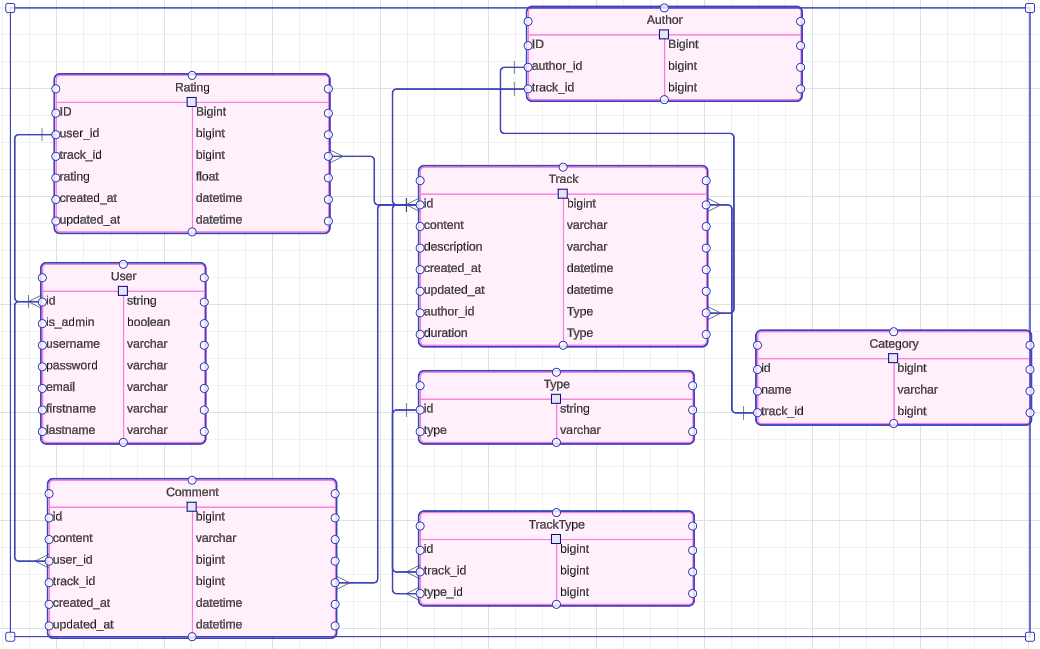 Author
ID Bigint
author_id bigint
track_id bigint
Rating
ID Bigint
user_id bigint
track_id bigint
rating float
created_at datetime
updated_at datetime
Track
id bigint
content varchar
description varchar
created_at datetime
updated_at datetime
author_id Type
duration Type
User
id string
is_admin boolean
username varchar
password varchar
email varchar
firstname varchar
lastname varchar
Category
id bigint
name varchar
track_id bigint
Type
id string
type varchar
Comment
id bigint
content varchar
user_id bigint
track_id bigint
created_at datetime
updated_at datetime
TrackType
id bigint
track_id bigint
type_id bigint